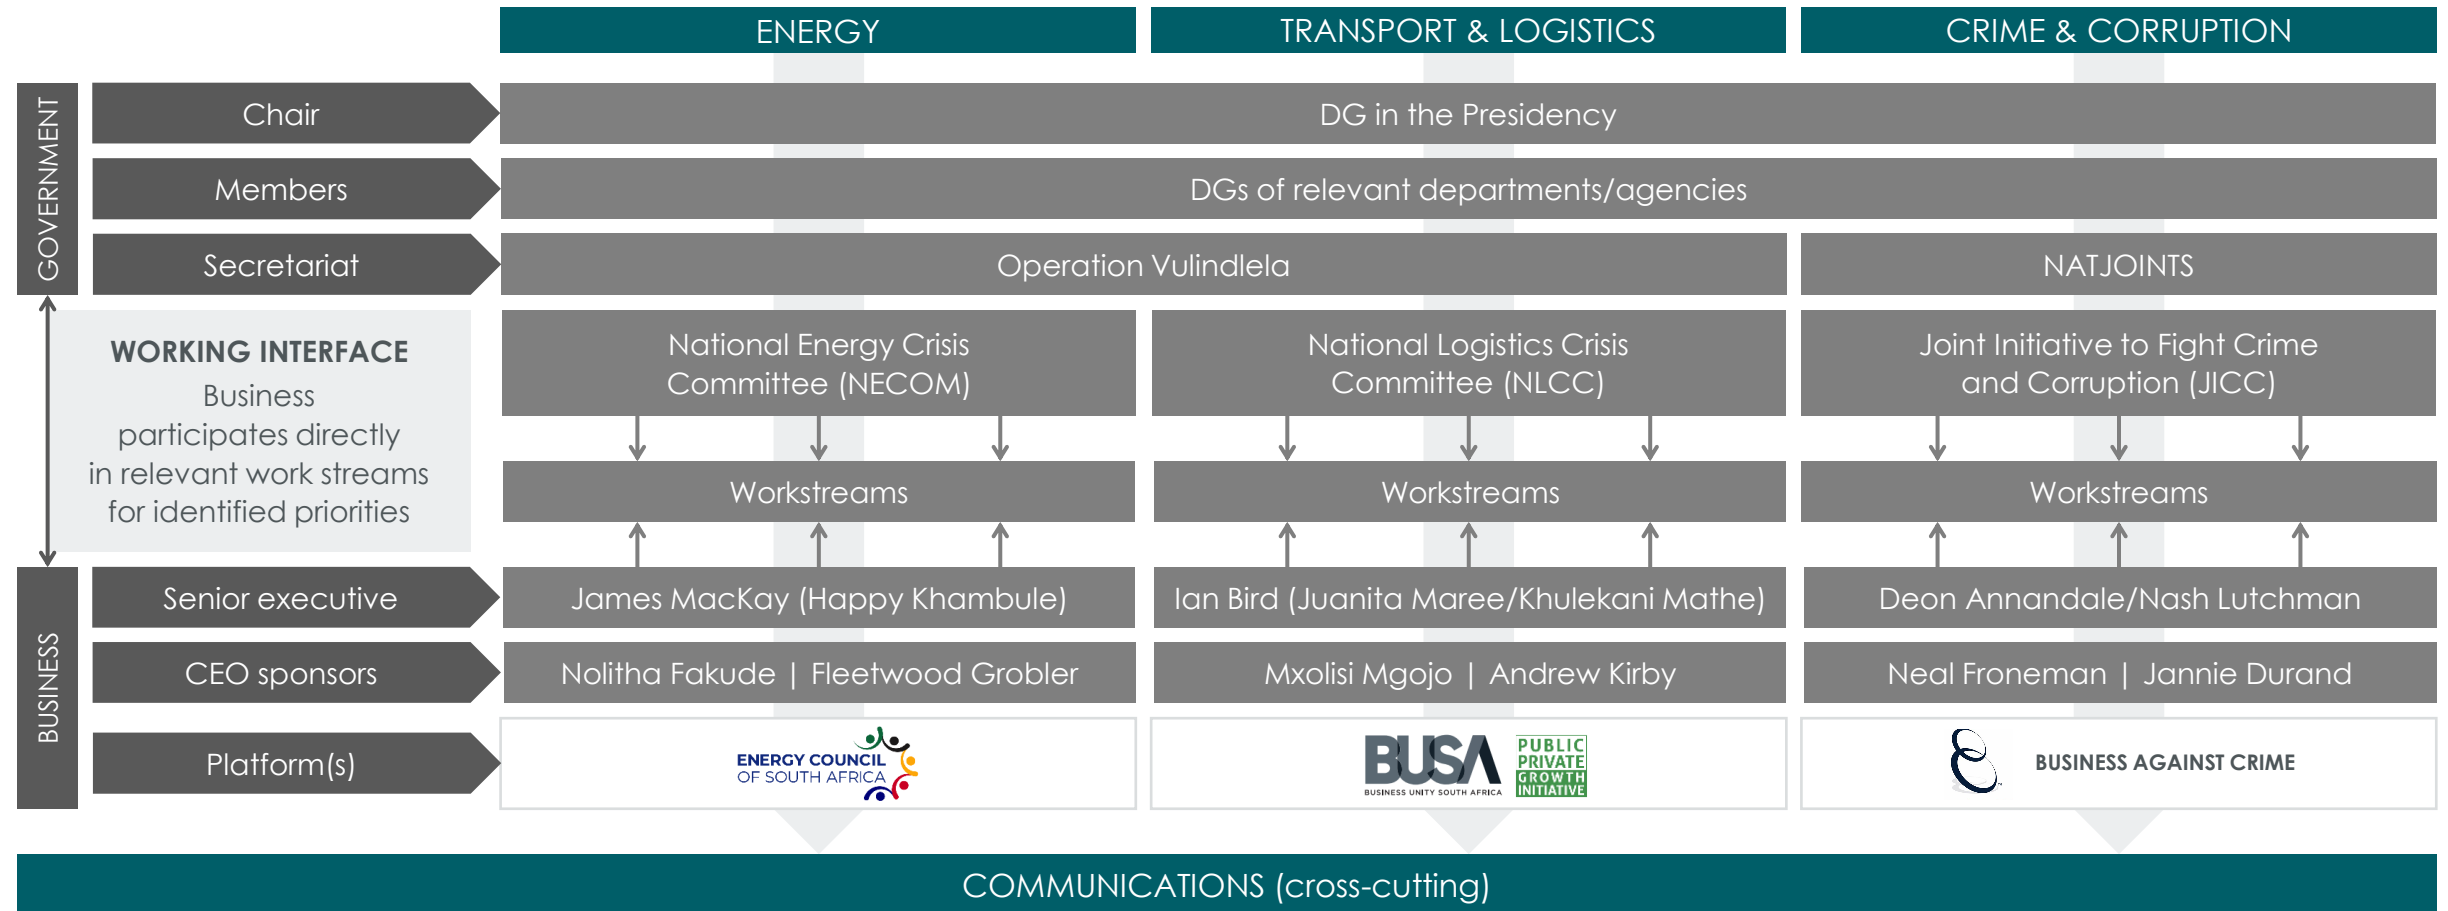 ENERGY
TRANSPORT & LOGISTICS
CRIME & CORRUPTION
GOVERNMENT
Chair
DG in the Presidency
Members
DGs of relevant departments/agencies
Secretariat
Operation Vulindlela
NATJOINTS
WORKING INTERFACE
Business
participates directly
in relevant work streams
for identified priorities
National Energy Crisis
Committee (NECOM)
National Logistics Crisis
Committee (NLCC)
Joint Initiative to Fight Crime
and Corruption (JICC)
Workstreams
Workstreams
Workstreams
BUSINESS
Senior executive
James MacKay (Happy Khambule)
Ian Bird (Juanita Maree/Khulekani Mathe)
Deon Annandale/Nash Lutchman
CEO sponsors
Nolitha Fakude | Fleetwood Grobler
Mxolisi Mgojo | Andrew Kirby
Neal Froneman | Jannie Durand
Platform(s)
ENERGY COUNCIL
OF SOUTH AFRICA
BUSA
BUSINESS UNITY SOUTH AFRICA
PUBLIC
PRIVATE
GROWTH
INITIATIVE
BUSINESS AGAINST CRIME
COMMUNICATIONS (cross-cutting)